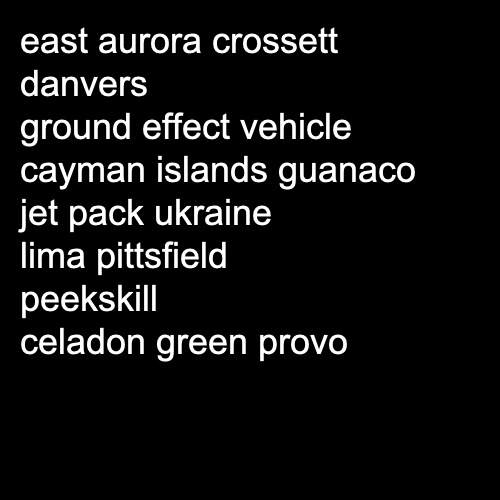 east aurora crossett
danvers
ground effect vehicle
cayman islands guanaco
jet pack ukraine
lima pittsfield
peekskill
celadon green provo